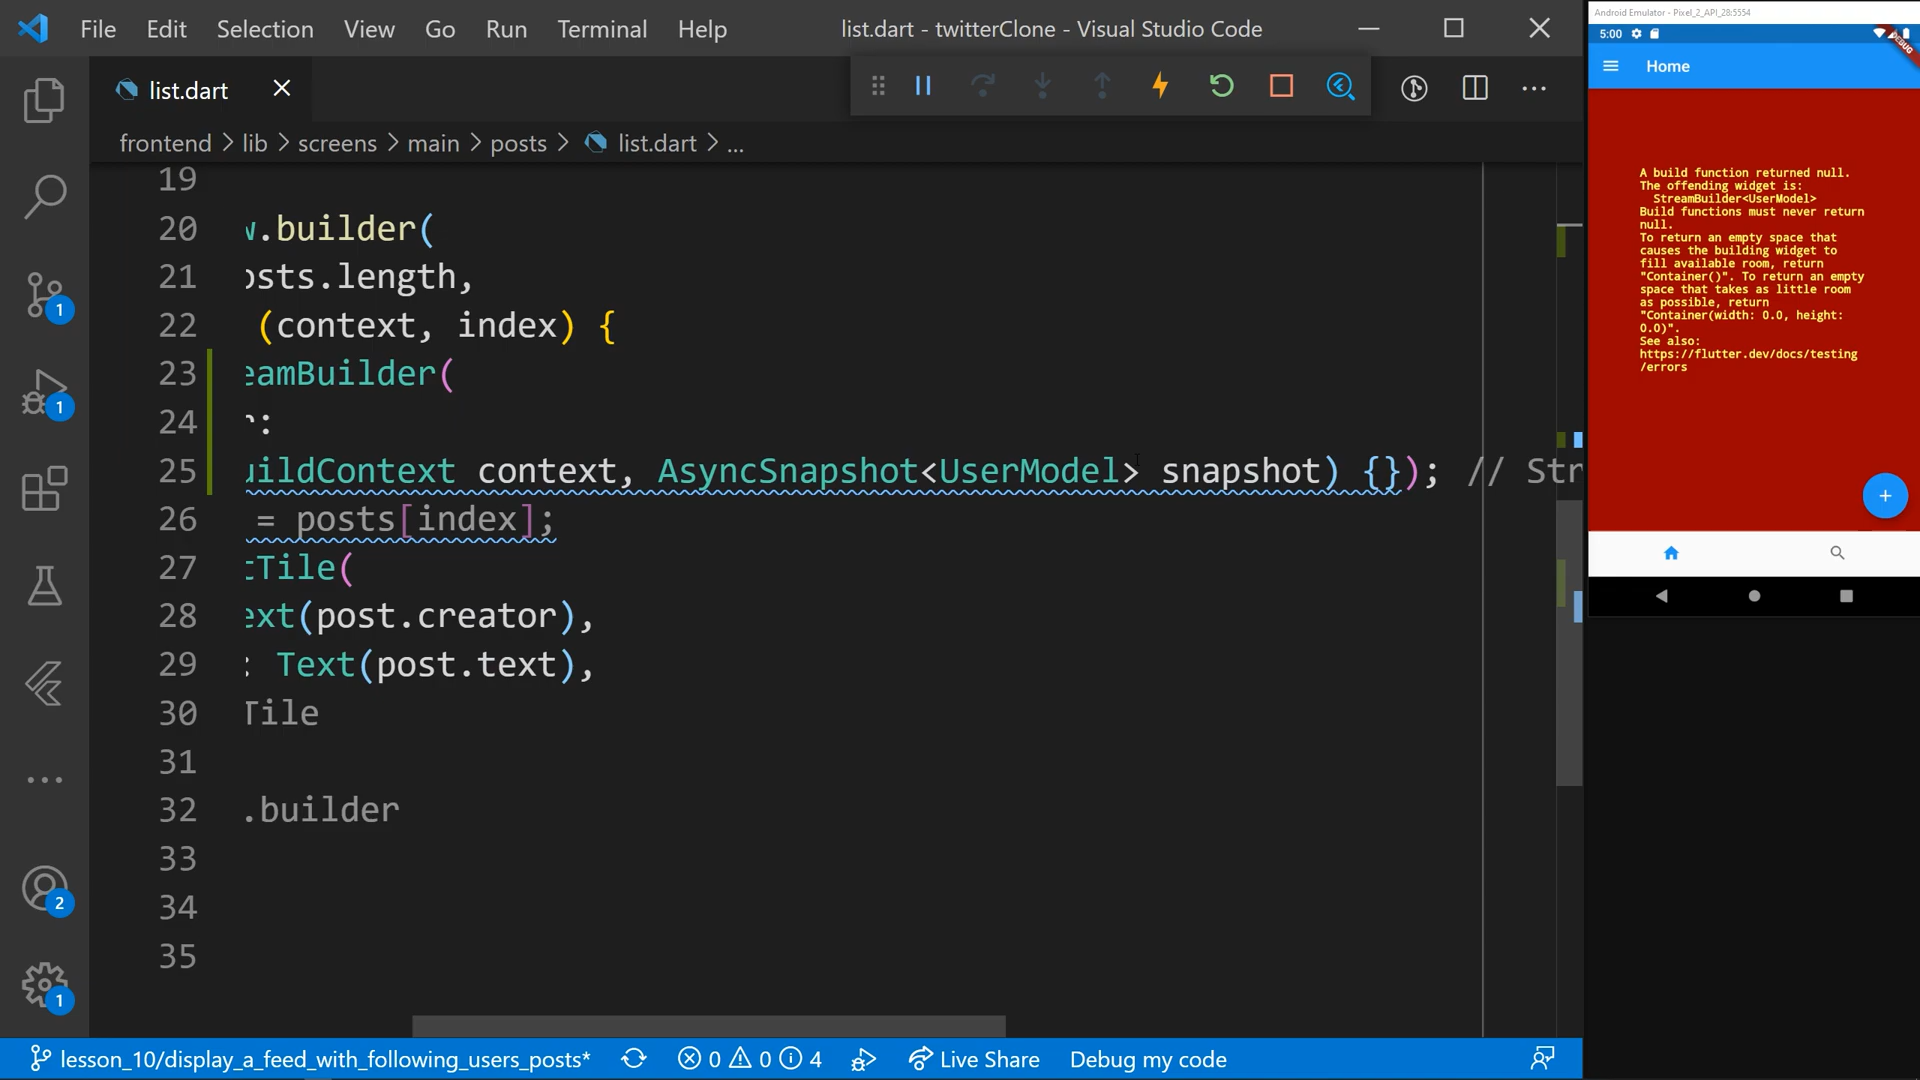 File Edit Selection View Go Run Terminal Help
list.dart - twitterClone - Visual Studio Code
list.dart
frontend > lib > screens > main > posts > list.dart > ...
19
20 w.builder(
21 osts.length,
22 (context, index) {
23 eamBuilder(
24 r:
25 uildContext context, AsyncSnapshot<UserModel> snapshot) {}); // Str
26 = posts[index];
27 tTile(
28 ext(post.creator),
29 : Text(post.text),
30 Tile
31
32 .builder
33
34
35
1
1
2
1
lesson_10/display_a_feed_with_following_users_posts* 0 0 4 Live Share Debug my code
Android Emulator - Pixel_2_API_28:5554
5:00
DEBUG
Home
A build function returned null.
The offending widget is:
StreamBuilder<UserModel>
Build functions must never return
null.
To return an empty space that
causes the building widget to
fill available room, return
"Container()". To return an empty
space that takes as little room
as possible, return
"Container(width: 0.0, height:
0.0)".
See also:
https://flutter.dev/docs/testing
/errors